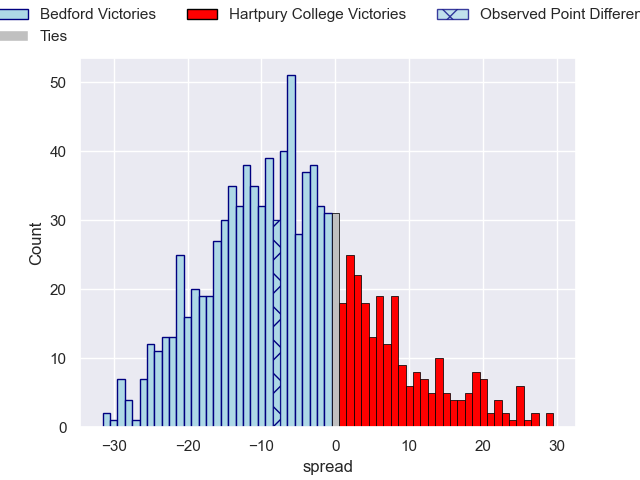 Bedford Victories Hartpury College Victories Observed Point
Ties
50
40
30
20
10
0
Count
−30 −20 −10 0 10 20 30
spread